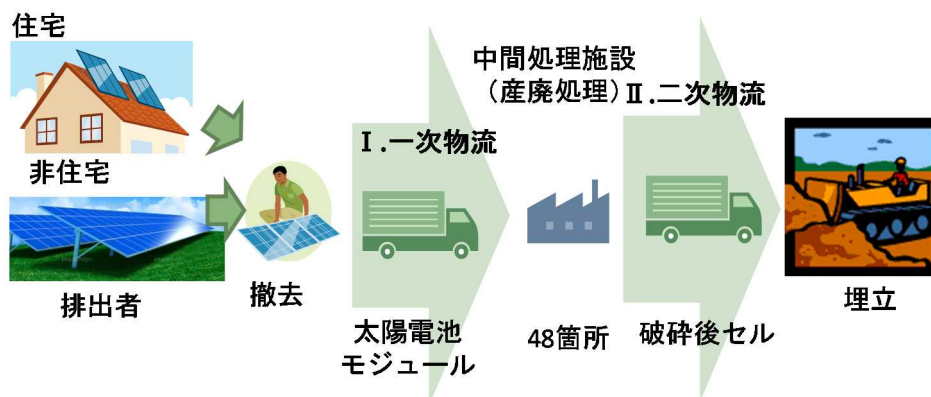 住宅
非住宅
排出者
撤去
Ⅰ.一次物流
太陽電池
モジュール
中間処理施設
（産廃処理）
48箇所
Ⅱ.二次物流
破砕後セル
埋立